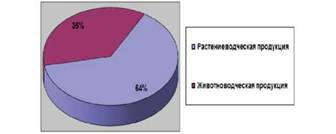 36%
64%
Растениеводческая продукция
Животноводческая продукция